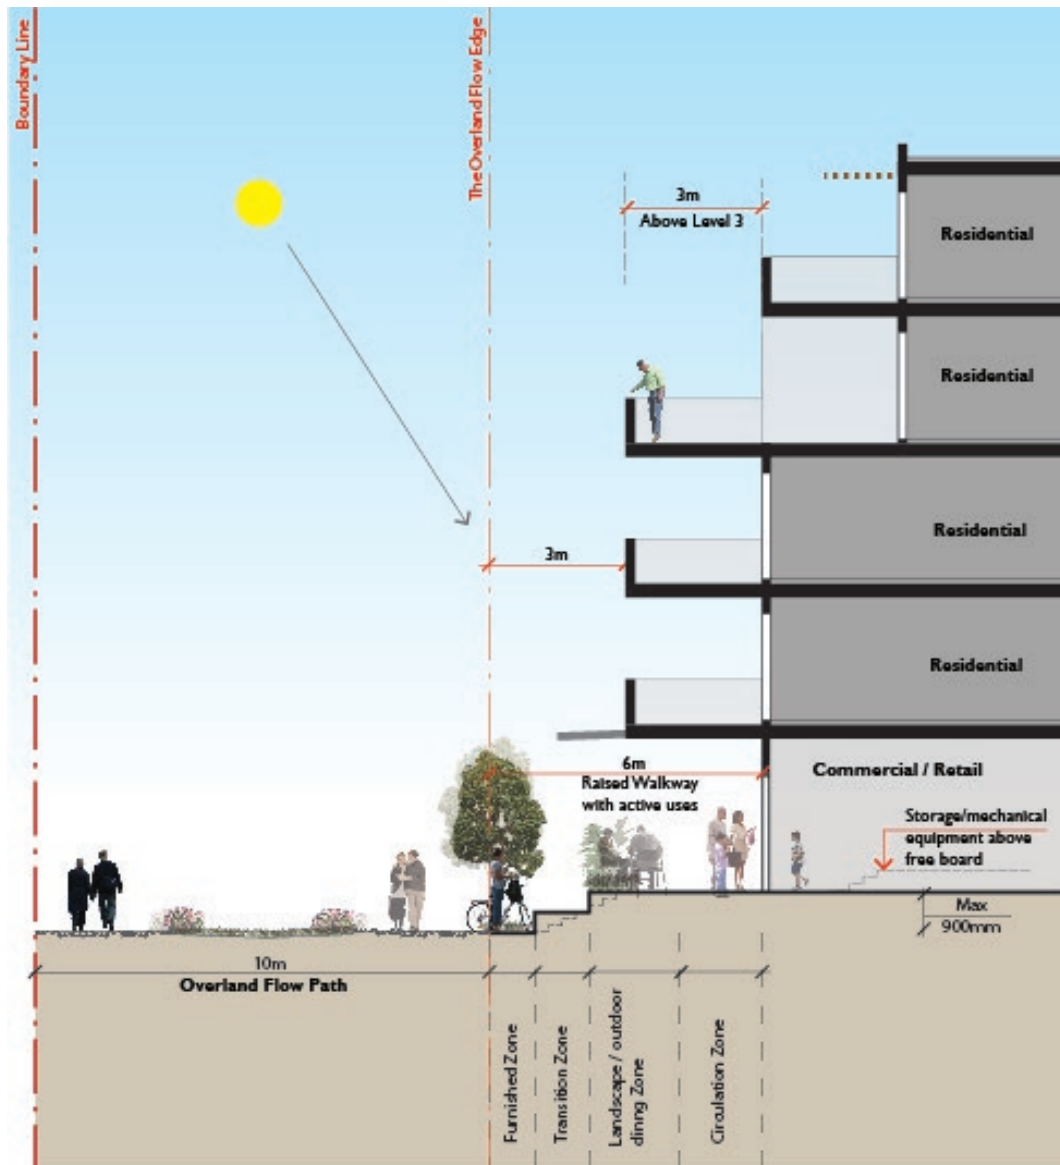 Boundary Line
The Overland Flow Edge
3m
Above Level 3
Residential
Residential
Residential
3m
Residential
6m
Raised Walkway
with active uses
Commercial / Retail
Storage/mechanical
equipment above
free board
Max
900mm
10m
Overland Flow Path
Furnished Zone
Transition Zone
Landscape / outdoor
dining Zone
Circulation Zone